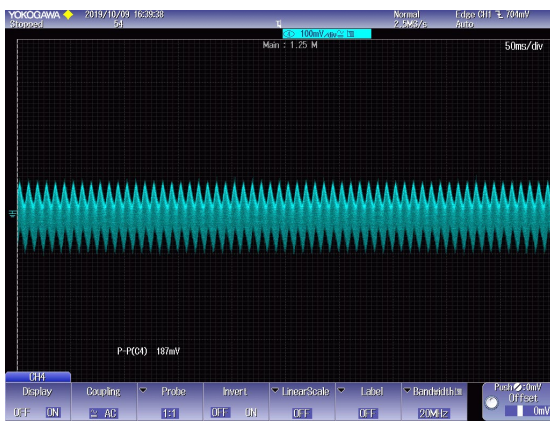 YOKOGAWA 2019/10/09 16:39:38 Normal Edge CH1 704mV
Stopped 54 2.5MS/s Auto
100mV/div
Main : 1.25 M 50ms/div
P-P(C4) 187mV
CH4
Display Coupling Probe Invert LinearScale Label Bandwidth Push :0mV
Offset
OFF ON AC 1:1 OFF ON OFF OFF 20MHz 0mV